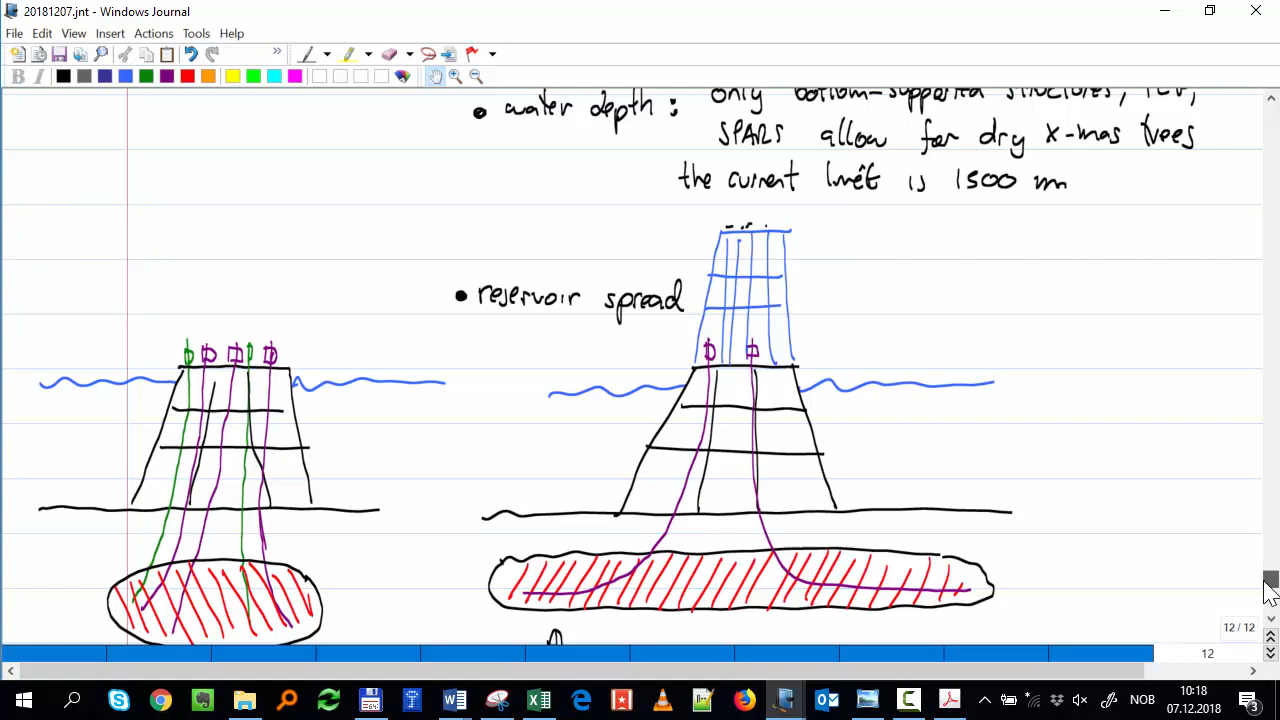 20181207.jnt - Windows Journal
File Edit View Insert Actions Tools Help
B I
• water depth : only bottom-supported structures, TLP,
SPARS allow for dry x-mas trees
the current limit is 1500 m
• reservoir spread
12 / 12
12
NOB
10:18
07.12.2018
3